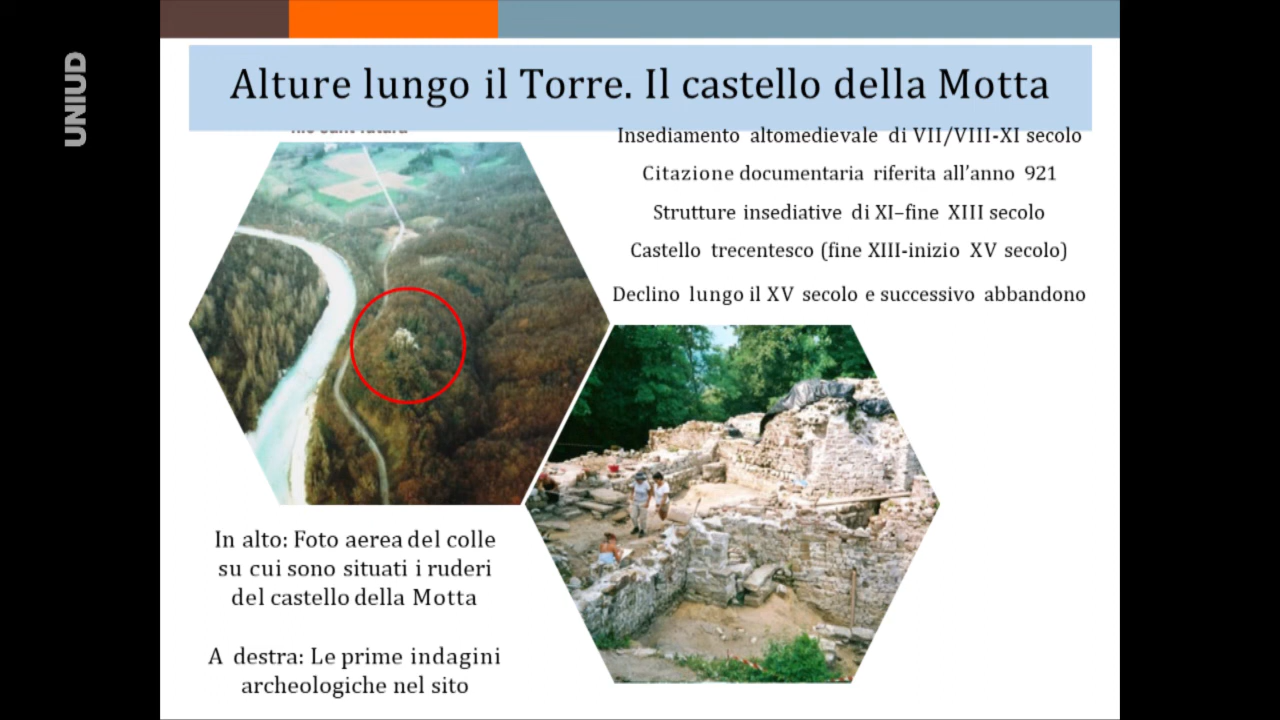 UNIUD
Alture lungo il Torre. Il castello della Motta
Insediamento altomedievale di VII/VIII-XI secolo
Citazione documentaria riferita all'anno 921
Strutture insediative di XI–fine XIII secolo
Castello trecentesco (fine XIII-inizio XV secolo)
Declino lungo il XV secolo e successivo abbandono
In alto: Foto aerea del colle
su cui sono situati i ruderi
del castello della Motta
A destra: Le prime indagini
archeologiche nel sito